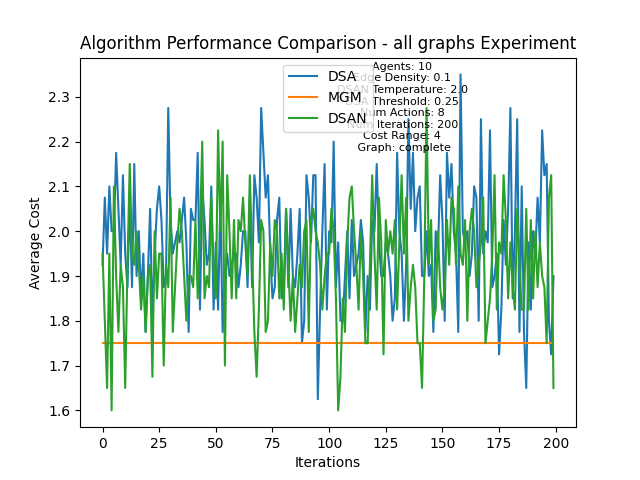 Algorithm Performance Comparison - all graphs Experiment
DSA
MGM
DSAN
Agents: 10
Edge Density: 0.1
DSAN Temperature: 2.0
DSA Threshold: 0.25
Num Actions: 8
Num Iterations: 200
Cost Range: 4
Graph: complete
Average Cost
2.3
2.2
2.1
2.0
1.9
1.8
1.7
1.6
0
25
50
75
100
125
150
175
200
Iterations